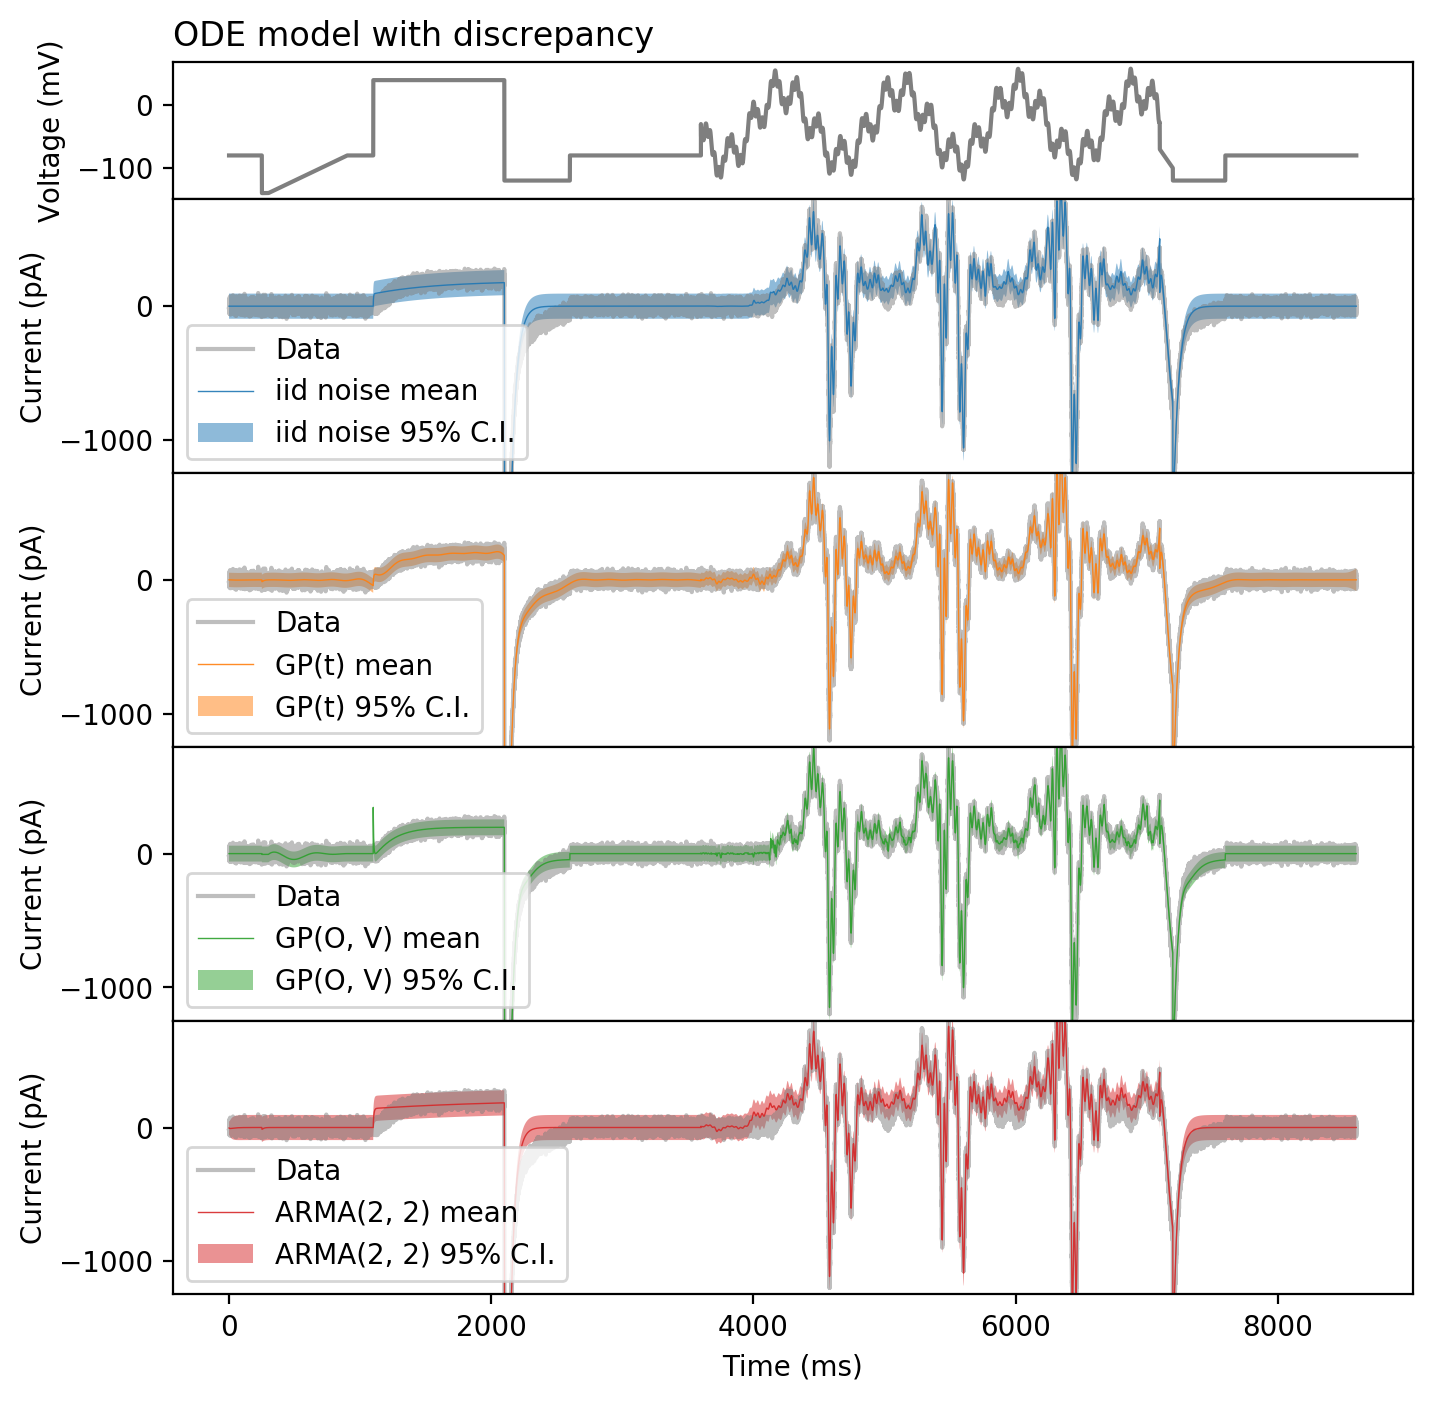 ODE model with discrepancy
Voltage (mV)
0
−100
Current (pA)
0
−1000
Data
iid noise mean
iid noise 95% C.I.
Current (pA)
0
−1000
Data
GP(t) mean
GP(t) 95% C.I.
Current (pA)
0
−1000
Data
GP(O, V) mean
GP(O, V) 95% C.I.
Current (pA)
0
−1000
Data
ARMA(2, 2) mean
ARMA(2, 2) 95% C.I.
0 2000 4000 6000 8000
Time (ms)